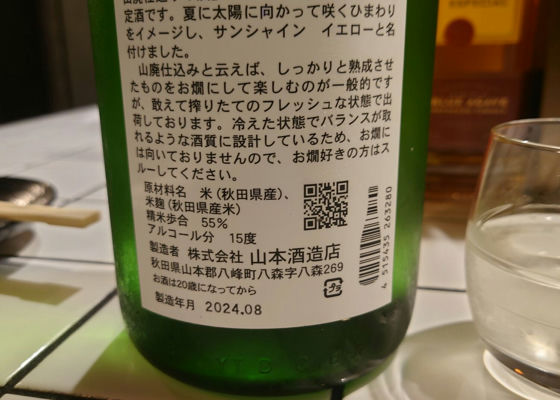 定酒です。夏に太陽に向かって咲くひまわり
をイメージし、サンシャイン　イエローと名
付けました。
　山廃仕込みと云えば、しっかりと熟成させ
たものをお燗にして楽しむのが一般的です
が、敢えて搾りたてのフレッシュな状態で出
荷しております。冷えた状態でバランスが取
れるような酒質に設計しているため、お燗に
は向いておりませんので、お燗好きの方はス
ルーしてください。
原材料名　米（秋田県産）、
米麹（秋田県産米）
精米歩合　55%
アルコール分　15度
製造者　株式会社　山本酒造店
秋田県山本郡八峰町八森字八森269
お酒は20歳になってから
製造年月　2024.08
4 515435 263280
ESPECIAL
BLUE AGAVE